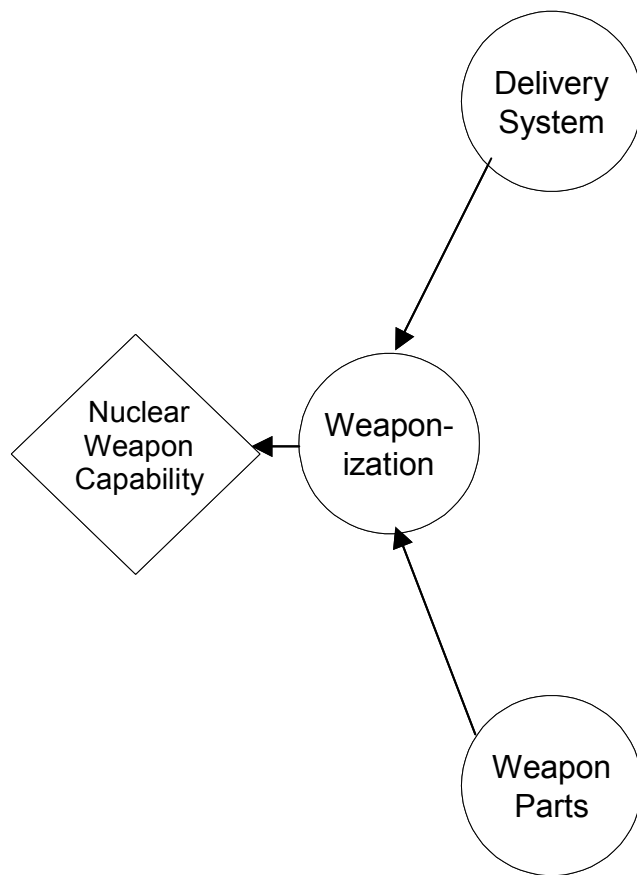 Delivery
System
Nuclear
Weapon
Capability
Weapon-
ization
Weapon
Parts